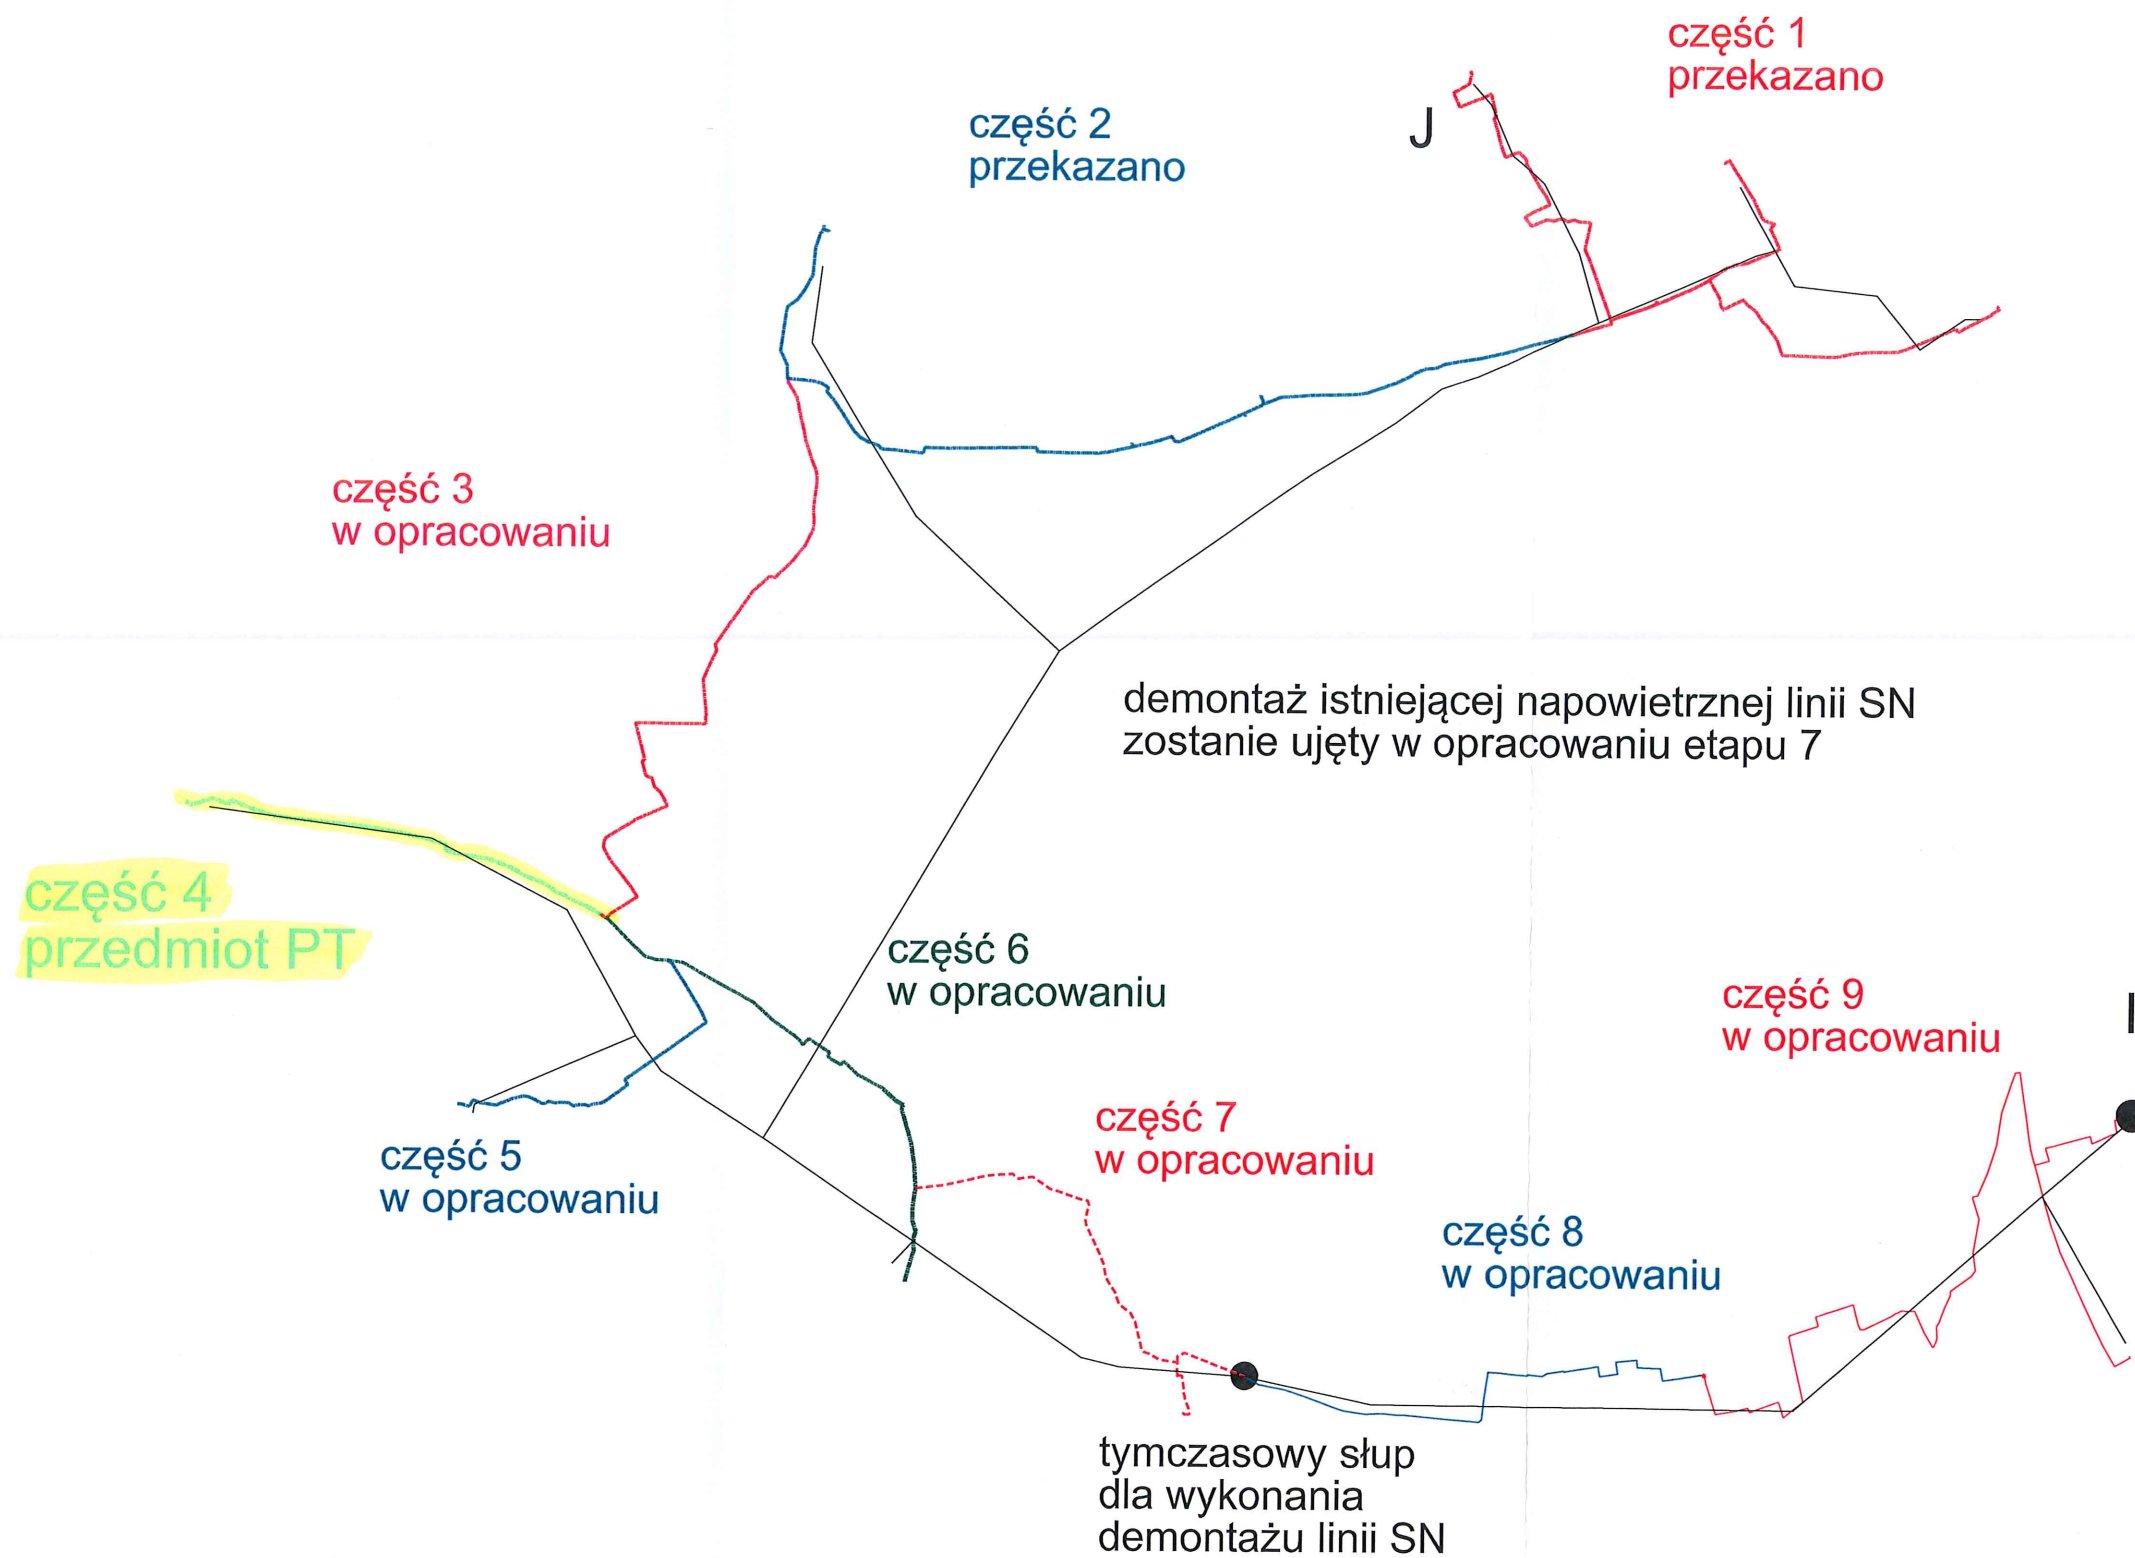 część 1
przekazano
część 2
przekazano
J
część 3
w opracowaniu
demontaż istniejącej napowietrznej linii SN
zostanie ujęty w opracowaniu etapu 7
część 4
przedmiot PT
część 6
w opracowaniu
część 9
w opracowaniu
część 7
w opracowaniu
część 5
w opracowaniu
część 8
w opracowaniu
tymczasowy słup
dla wykonania
demontażu linii SN